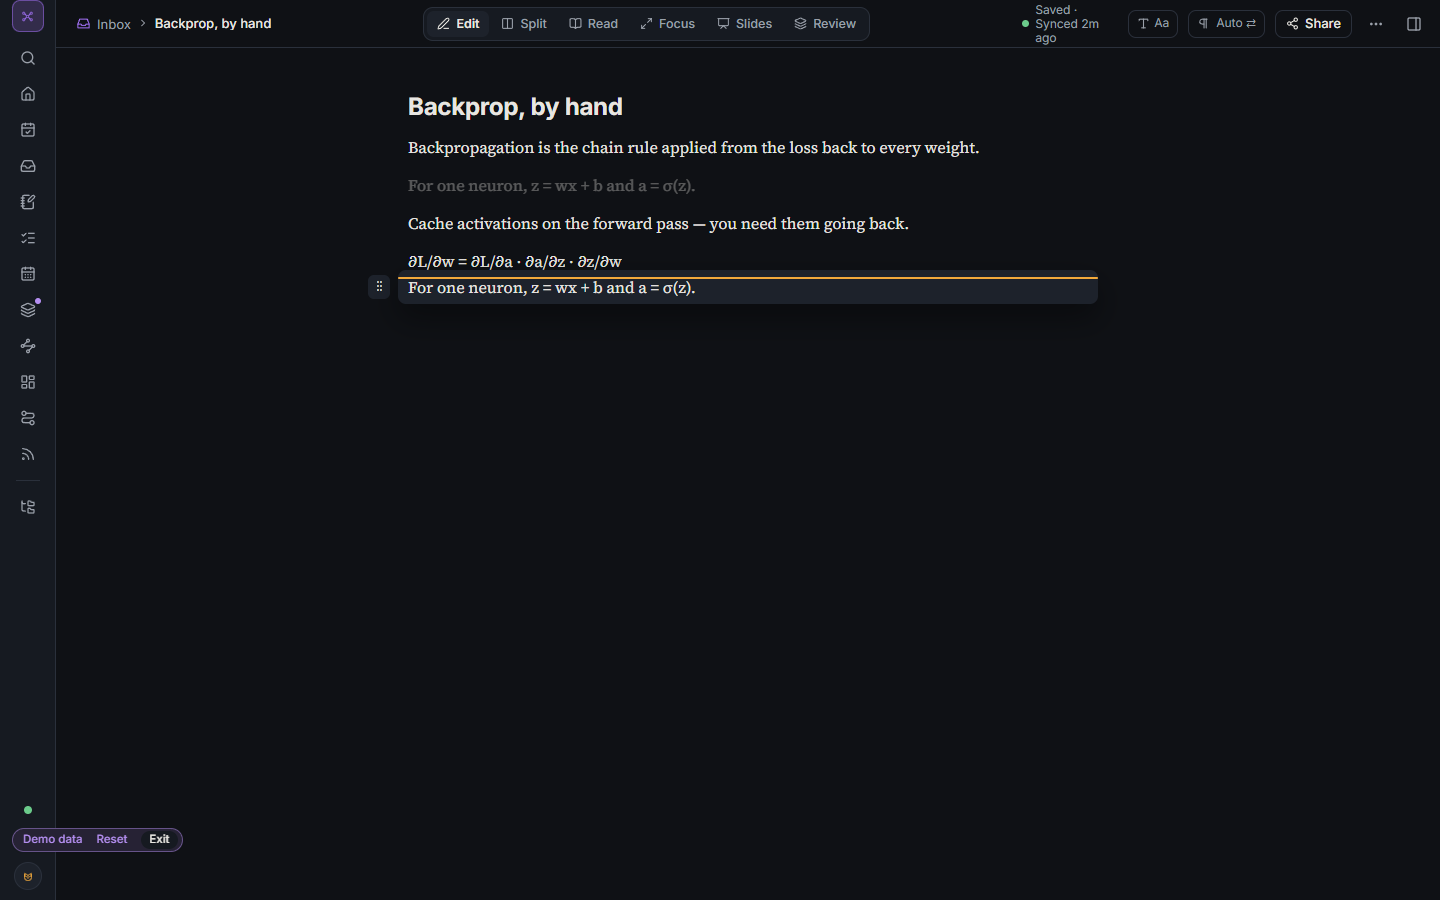 Inbox > Backprop, by hand
Edit Split Read Focus Slides Review
Saved ·
Synced 2m
ago
Aa
Auto
Share
Backprop, by hand
Backpropagation is the chain rule applied from the loss back to every weight.
For one neuron, z = wx + b and a = σ(z).
Cache activations on the forward pass — you need them going back.
∂L/∂w = ∂L/∂a · ∂a/∂z · ∂z/∂w
For one neuron, z = wx + b and a = σ(z).
Demo data Reset Exit